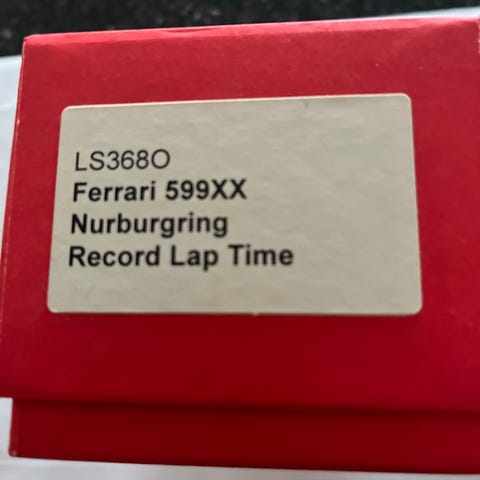 LS368O
Ferrari 599XX
Nurburgring
Record Lap Time